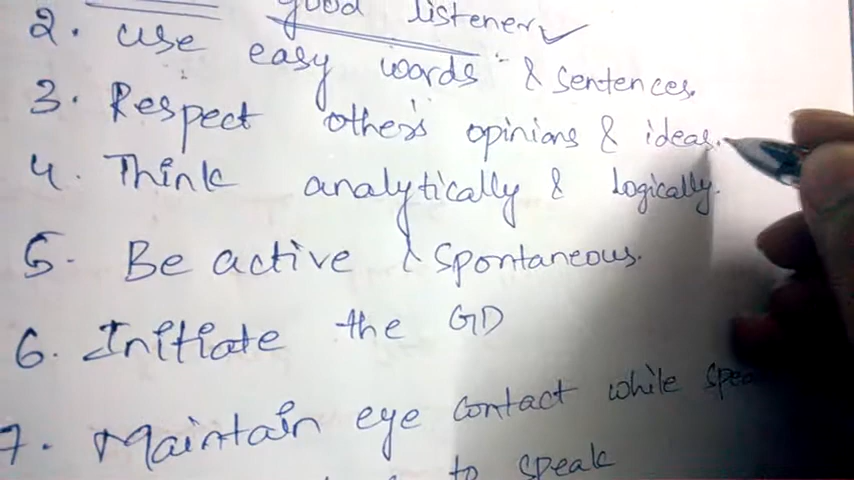 good listener
2. Use easy words & sentences.
3. Respect other's opinions & ideas.
4. Think analytically & Logically.
5. Be active & Spontaneous.
6. Initiate the GD
7. Maintain eye contact while
to speak